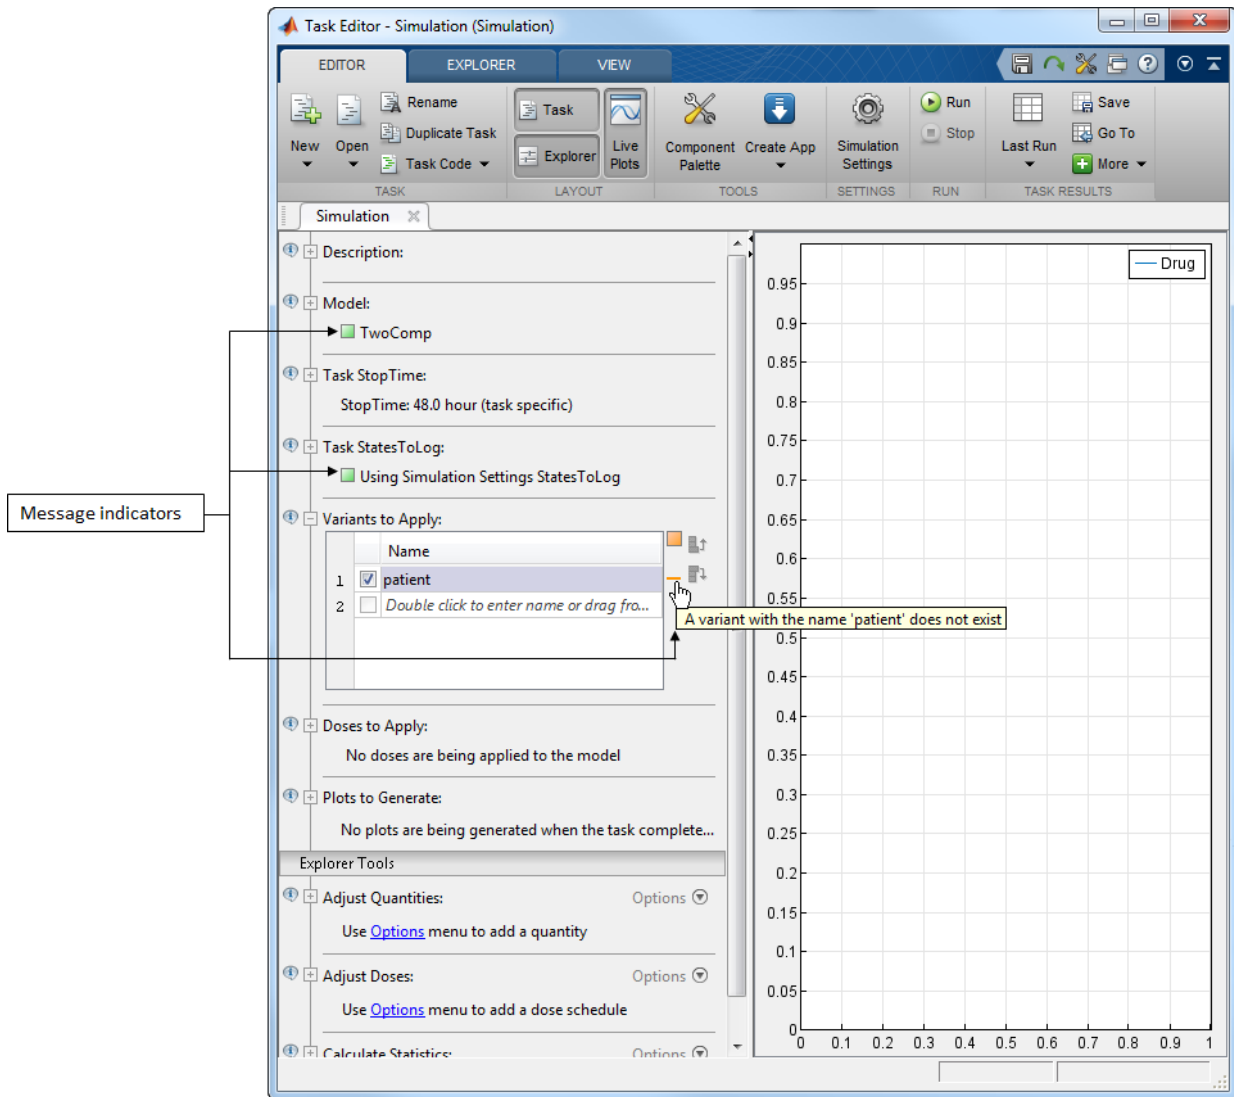 Task Editor - Simulation (Simulation)
EDITOR EXPLORER VIEW
New
Open
Rename
Duplicate Task
Task Code
TASK
Task
Explorer
Live Plots
LAYOUT
Component Palette
Create App
TOOLS
Simulation Settings
SETTINGS
Run
Stop
RUN
Last Run
Save
Go To
More
TASK RESULTS
Simulation
Description:
Model:
TwoComp
Task StopTime:
StopTime: 48.0 hour (task specific)
Task StatesToLog:
Using Simulation Settings StatesToLog
Message indicators
Variants to Apply:
Name
1 patient
2 Double click to enter name or drag fro...
A variant with the name 'patient' does not exist
Doses to Apply:
No doses are being applied to the model
Plots to Generate:
No plots are being generated when the task complete...
Explorer Tools
Adjust Quantities: Options
Use Options menu to add a quantity
Adjust Doses: Options
Use Options menu to add a dose schedule
Calculate Statistics: Options
Drug
0.95
0.9
0.85
0.8
0.75
0.7
0.65
0.6
0.55
0.5
0.45
0.4
0.35
0.3
0.25
0.2
0.15
0.1
0.05
0
0 0.1 0.2 0.3 0.4 0.5 0.6 0.7 0.8 0.9 1